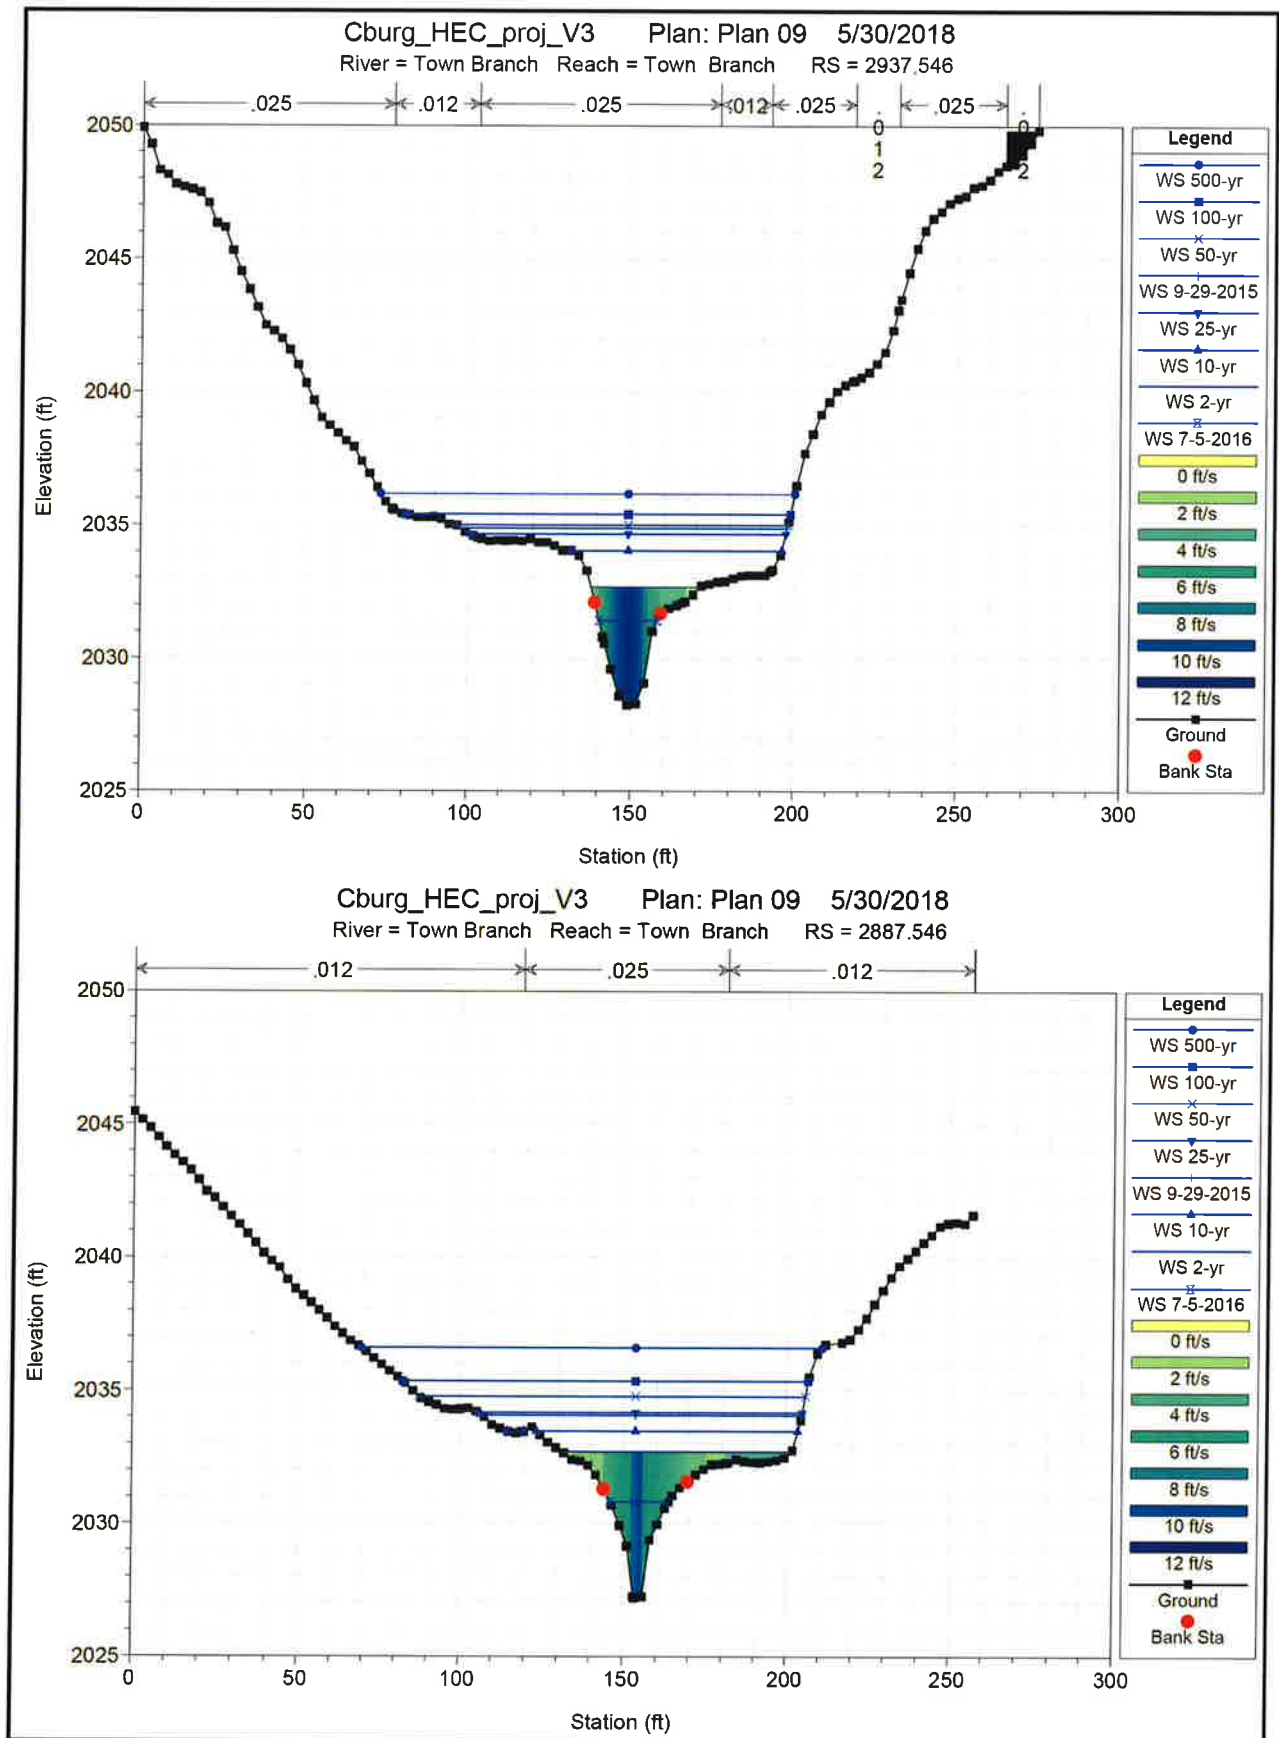 Cburg_HEC_proj_V3 Plan: Plan 09 5/30/2018
River = Town Branch Reach = Town Branch RS = 2937.546
.025 .012 .025 .012 .025 .012 .025 .012
2050
2045
2040
2035
2030
2025
Elevation (ft)
0 50 100 150 200 250 300
Station (ft)
Legend
WS 500-yr
WS 100-yr
WS 50-yr
WS 9-29-2015
WS 25-yr
WS 10-yr
WS 2-yr
WS 7-5-2016
0 ft/s
2 ft/s
4 ft/s
6 ft/s
8 ft/s
10 ft/s
12 ft/s
Ground
Bank Sta
Cburg_HEC_proj_V3 Plan: Plan 09 5/30/2018
River = Town Branch Reach = Town Branch RS = 2887.546
.012 .025 .012
2050
2045
2040
2035
2030
2025
Elevation (ft)
0 50 100 150 200 250 300
Station (ft)
Legend
WS 500-yr
WS 100-yr
WS 50-yr
WS 25-yr
WS 9-29-2015
WS 10-yr
WS 2-yr
WS 7-5-2016
0 ft/s
2 ft/s
4 ft/s
6 ft/s
8 ft/s
10 ft/s
12 ft/s
Ground
Bank Sta